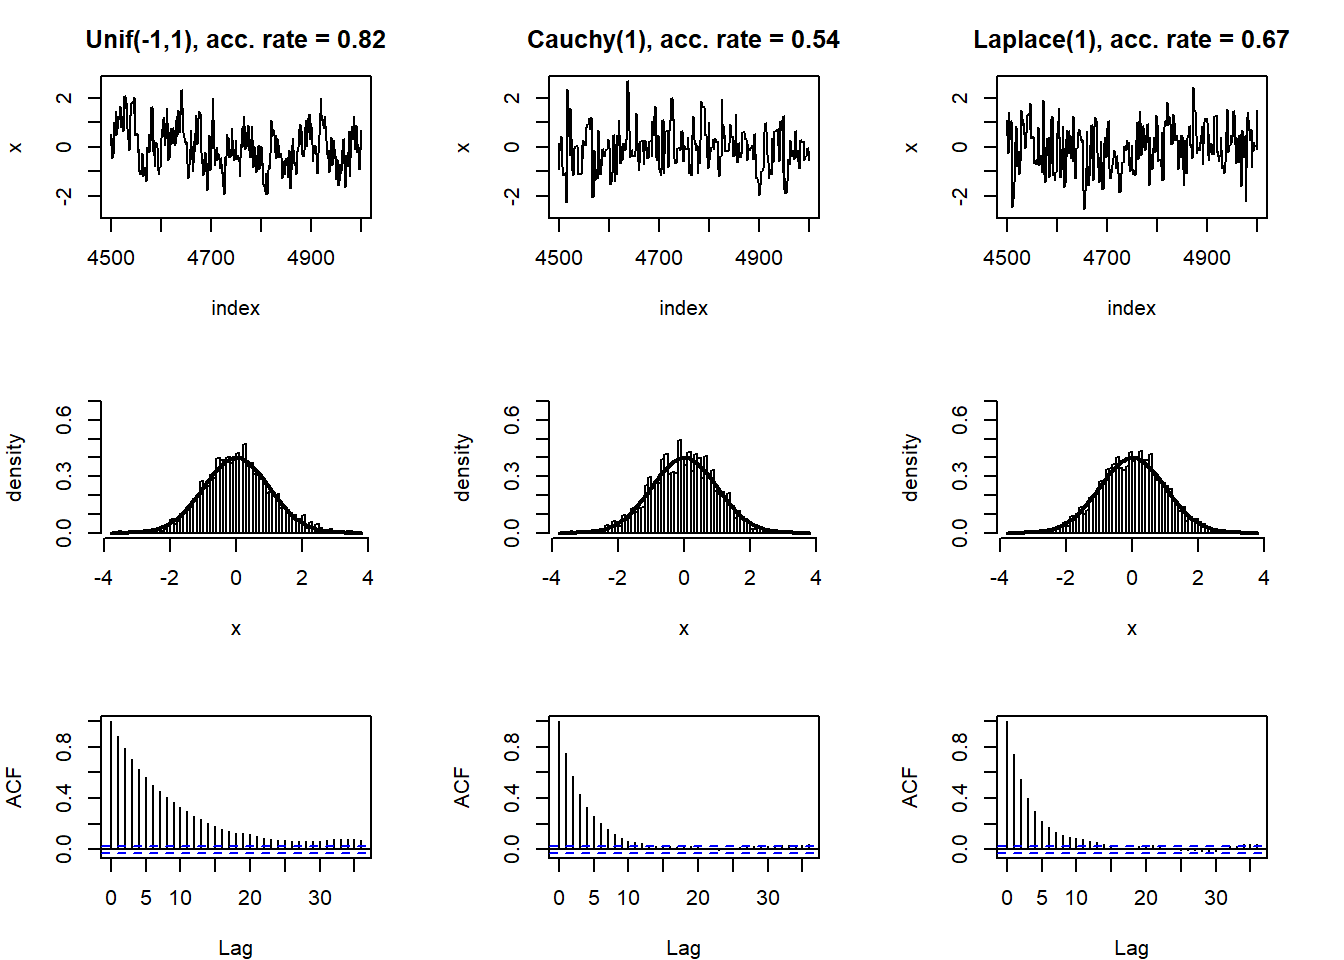 Unif(-1,1), acc. rate = 0.82
Cauchy(1), acc. rate = 0.54
Laplace(1), acc. rate = 0.67
x
2
0
-2
4500 4700 4900
index
x
2
0
-2
4500 4700 4900
index
x
2
0
-2
4500 4700 4900
index
density
0.6
0.3
0.0
-4 -2 0 2 4
x
density
0.6
0.3
0.0
-4 -2 0 2 4
x
density
0.6
0.3
0.0
-4 -2 0 2 4
x
ACF
0.8
0.4
0.0
0 5 10 20 30
Lag
ACF
0.8
0.4
0.0
0 5 10 20 30
Lag
ACF
0.8
0.4
0.0
0 5 10 20 30
Lag